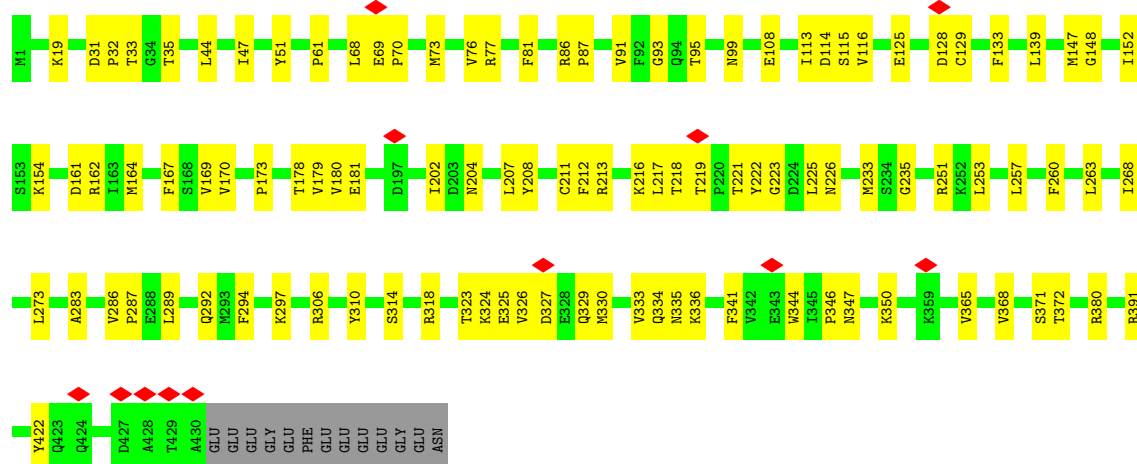 M1 K19 D31 P32 T33 G34 T35 L44 I47 Y51 P61 L68 E69 P70 M73 V76 R77 F81 R86 P87 V91 F92 G93 Q94 T95 N99 E108 I113 D114 S115 V116 E125 D128 C129 F133 L139 M147 G148 I152
S153 K154 D161 R162 I163 M164 F167 S168 V169 V170 P173 T178 V179 V180 E181 D197 I202 D203 N204 L207 Y208 C211 F212 R213 K216 L217 T218 T219 P220 T221 Y222 G223 D224 L225 N226 M233 S234 G235 R251 K252 L253 L257 F260 L263 I268
L273 A283 V286 P287 E288 L289 Q292 M293 F294 K297 R306 Y310 S314 R318 T323 K324 E325 V326 D327 E328 Q329 M330 V333 Q334 N335 K336 F341 V342 E343 W344 I345 P346 N347 K350 K359 V365 V368 S371 T372 R380 R391
Y422 Q423 Q424 D427 A428 T429 A430 GLU GLU GLU GLY GLU PHE GLU GLU GLU GLU GLY GLU ASN